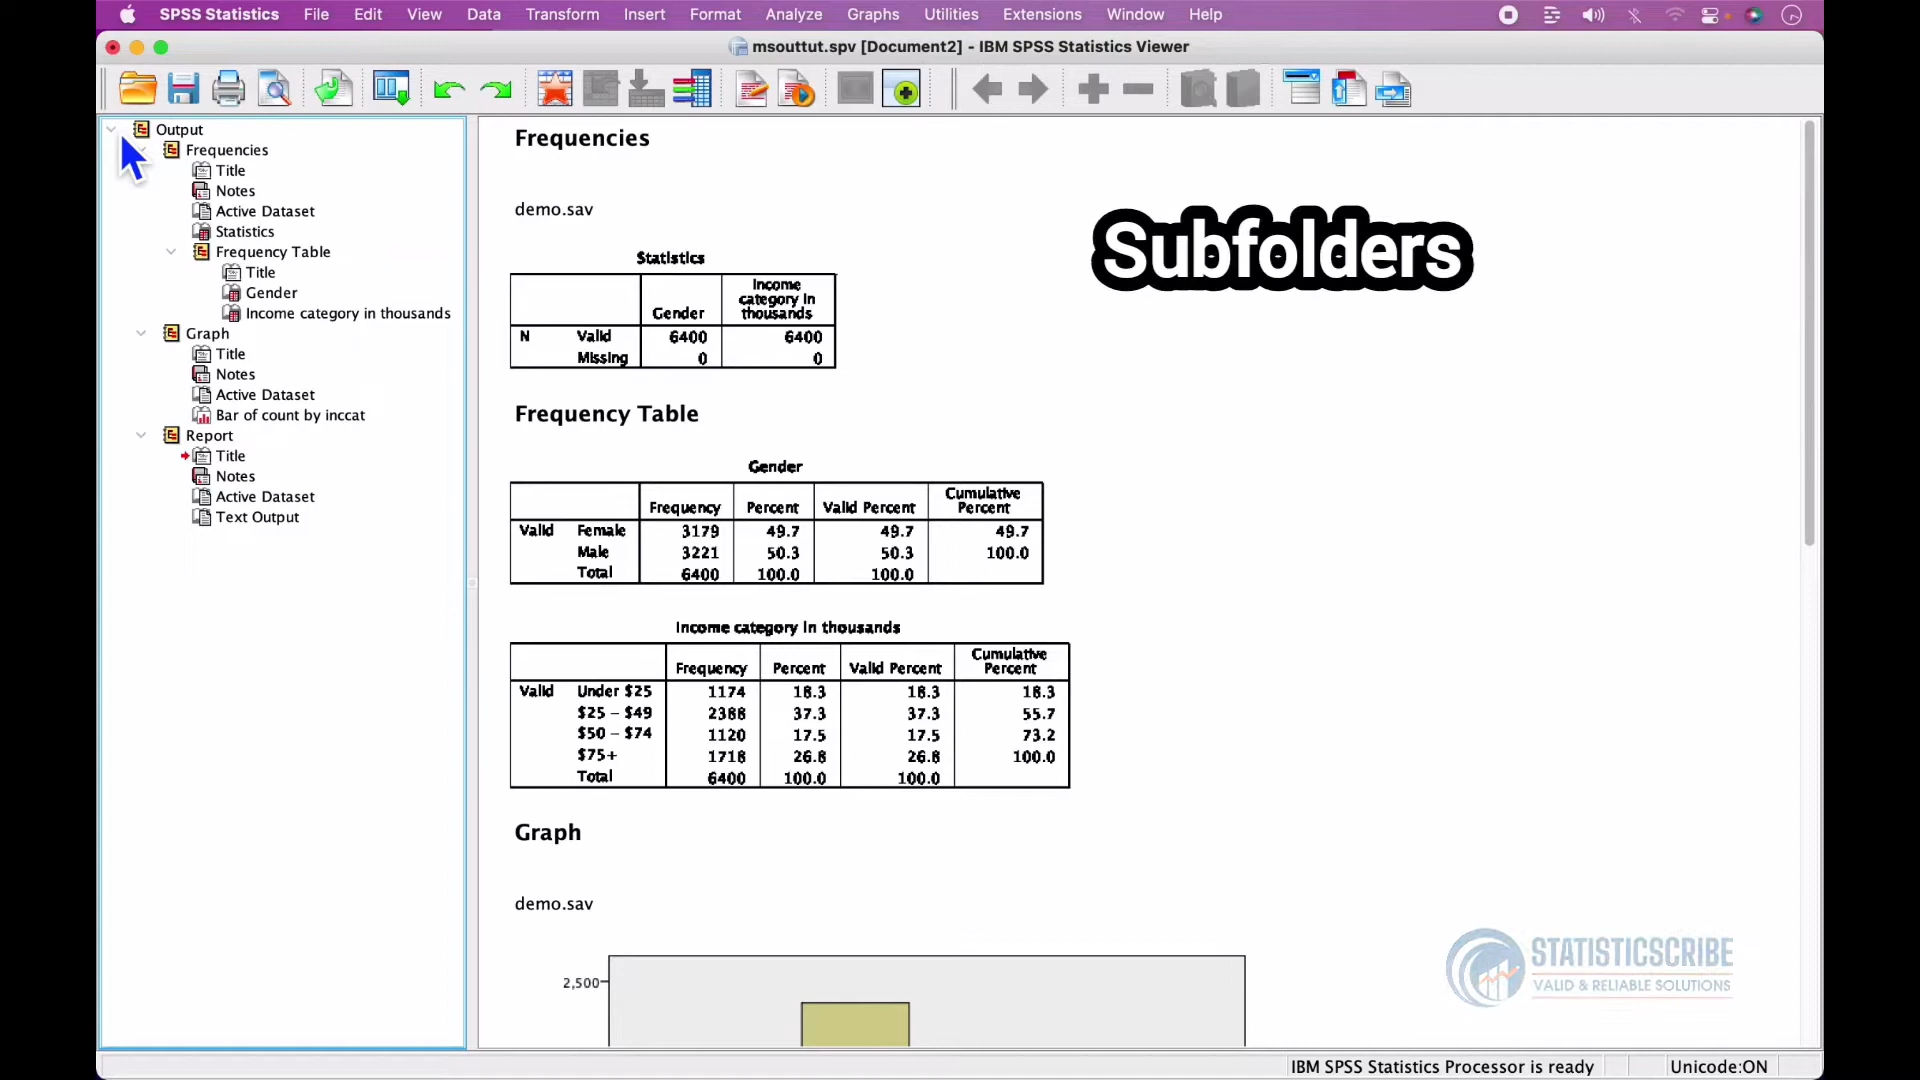 SPSS Statistics File Edit View Data Transform Insert Format Analyze Graphs Utilities Extensions Window Help
msouttut.spv [Document2] - IBM SPSS Statistics Viewer
Output
Frequencies
Title
Notes
Active Dataset
Statistics
Frequency Table
Title
Gender
Income category in thousands
Graph
Title
Notes
Active Dataset
Bar of count by inccat
Report
Title
Notes
Active Dataset
Text Output
Frequencies
demo.sav
Subfolders
Statistics
Gender Income category in thousands
N Valid 6400 6400
Missing 0 0
Frequency Table
Gender
Frequency Percent Valid Percent Cumulative Percent
Valid Female 3179 49.7 49.7 49.7
Male 3221 50.3 50.3 100.0
Total 6400 100.0 100.0
Income category in thousands
Frequency Percent Valid Percent Cumulative Percent
Valid Under $25 1174 18.3 18.3 18.3
$25 – $49 2388 37.3 37.3 55.7
$50 – $74 1120 17.5 17.5 73.2
$75+ 1718 26.8 26.8 100.0
Total 6400 100.0 100.0
Graph
demo.sav
2,500
STATISTICSCRIBE
VALID & RELIABLE SOLUTIONS
IBM SPSS Statistics Processor is ready Unicode:ON